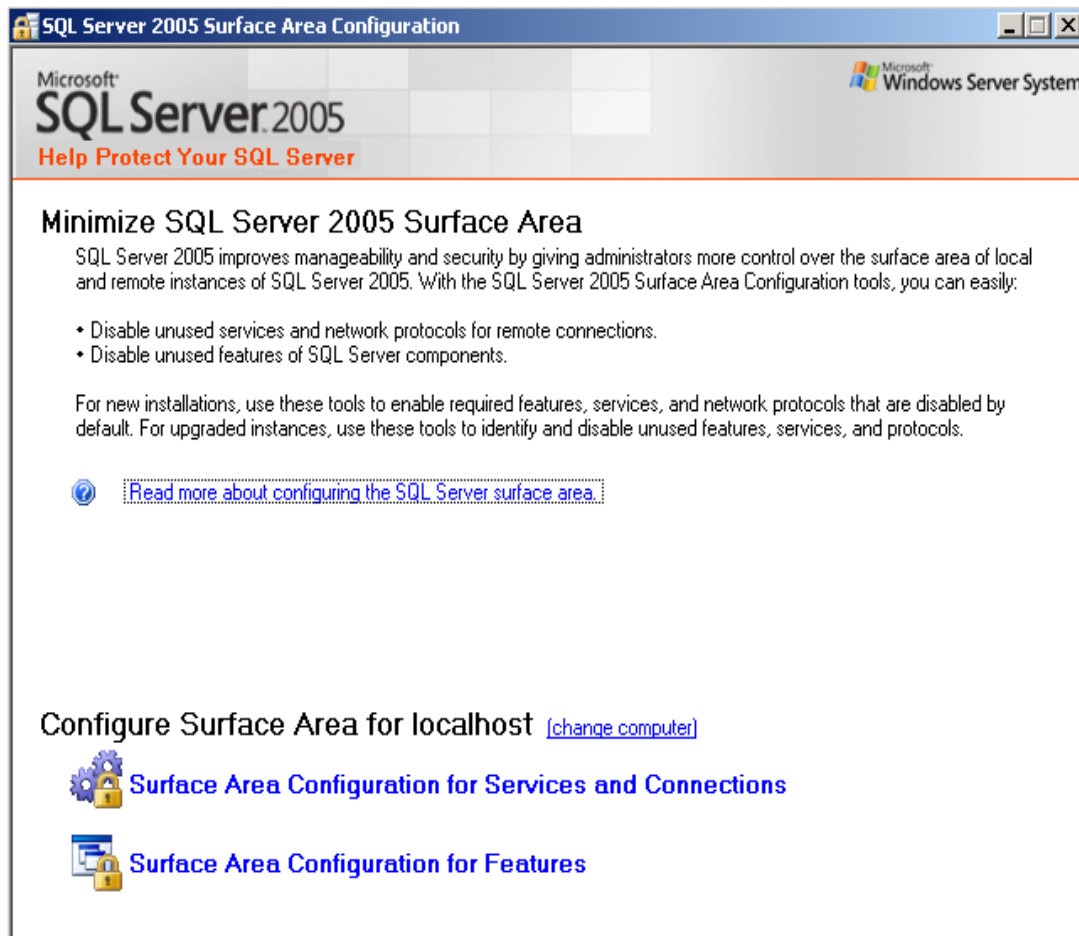 SQL Server 2005 Surface Area Configuration
Microsoft
SQL Server 2005
Help Protect Your SQL Server
Microsoft
Windows Server System
Minimize SQL Server 2005 Surface Area
SQL Server 2005 improves manageability and security by giving administrators more control over the surface area of local
and remote instances of SQL Server 2005. With the SQL Server 2005 Surface Area Configuration tools, you can easily:
• Disable unused services and network protocols for remote connections.
• Disable unused features of SQL Server components.
For new installations, use these tools to enable required features, services, and network protocols that are disabled by
default. For upgraded instances, use these tools to identify and disable unused features, services, and protocols.
Read more about configuring the SQL Server surface area.
Configure Surface Area for localhost (change computer)
Surface Area Configuration for Services and Connections
Surface Area Configuration for Features